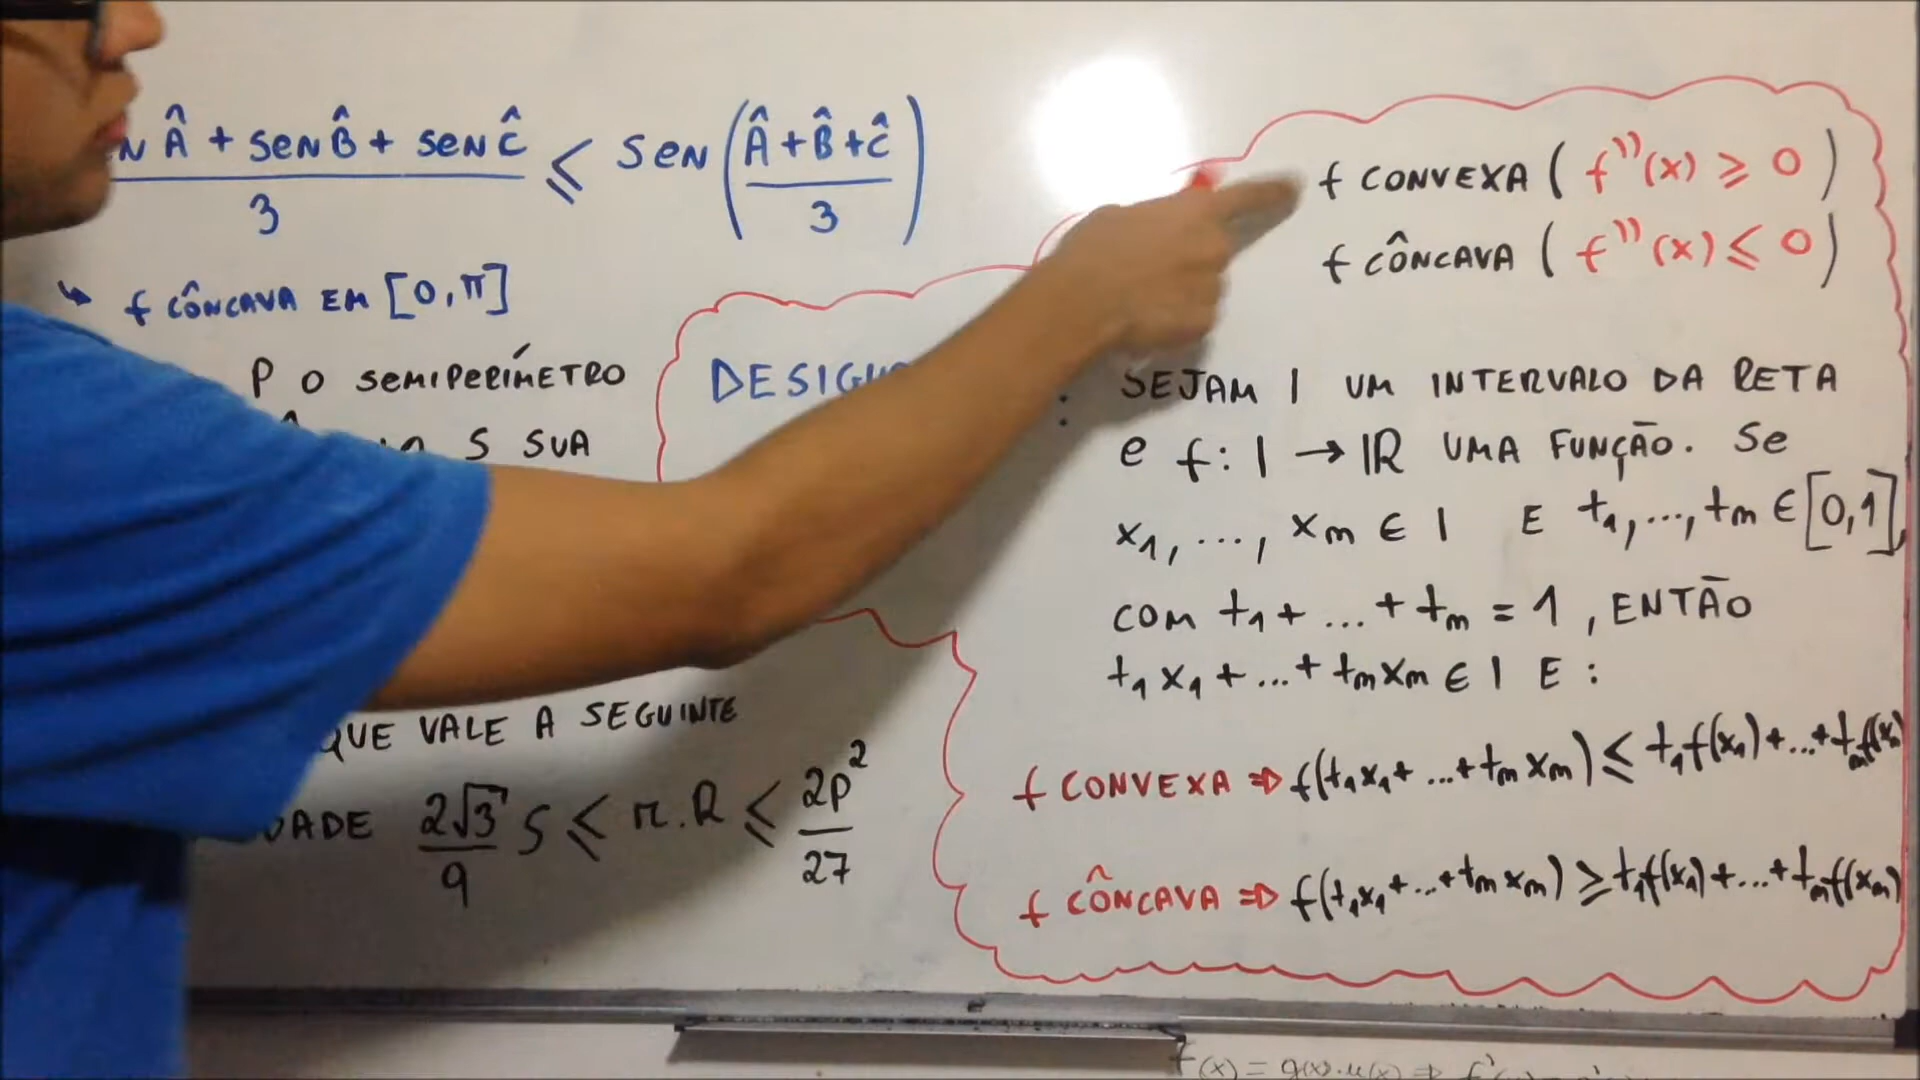 N Â + SEN B̂ + SEN Ĉ / 3 ≤ SEN ( Â + B̂ + Ĉ / 3 )
↳ f CÔNCAVA EM [0, π]
P O SEMIPERÍMETRO
S SUA
QUE VALE A SEGUINTE
DADE 2√3/9 S ≤ r.R ≤ 2P²/27
f CONVEXA ( f''(x) ≥ 0 )
f CÔNCAVA ( f''(x) ≤ 0 )
: SEJAM I UM INTERVALO DA RETA
e f: I → IR UMA FUNÇÃO. Se
x₁, ..., xₘ ∈ I E t₁, ..., tₘ ∈ [0,1],
COM t₁ + ... + tₘ = 1, ENTÃO
t₁x₁ + ... + tₘxₘ ∈ I E :
f CONVEXA ⇒ f(t₁x₁ + ... + tₘxₘ) ≤ t₁f(x₁) + ... + tₘf(xₘ)
f CÔNCAVA ⇒ f(t₁x₁ + ... + tₘxₘ) ≥ t₁f(x₁) + ... + tₘf(xₘ)